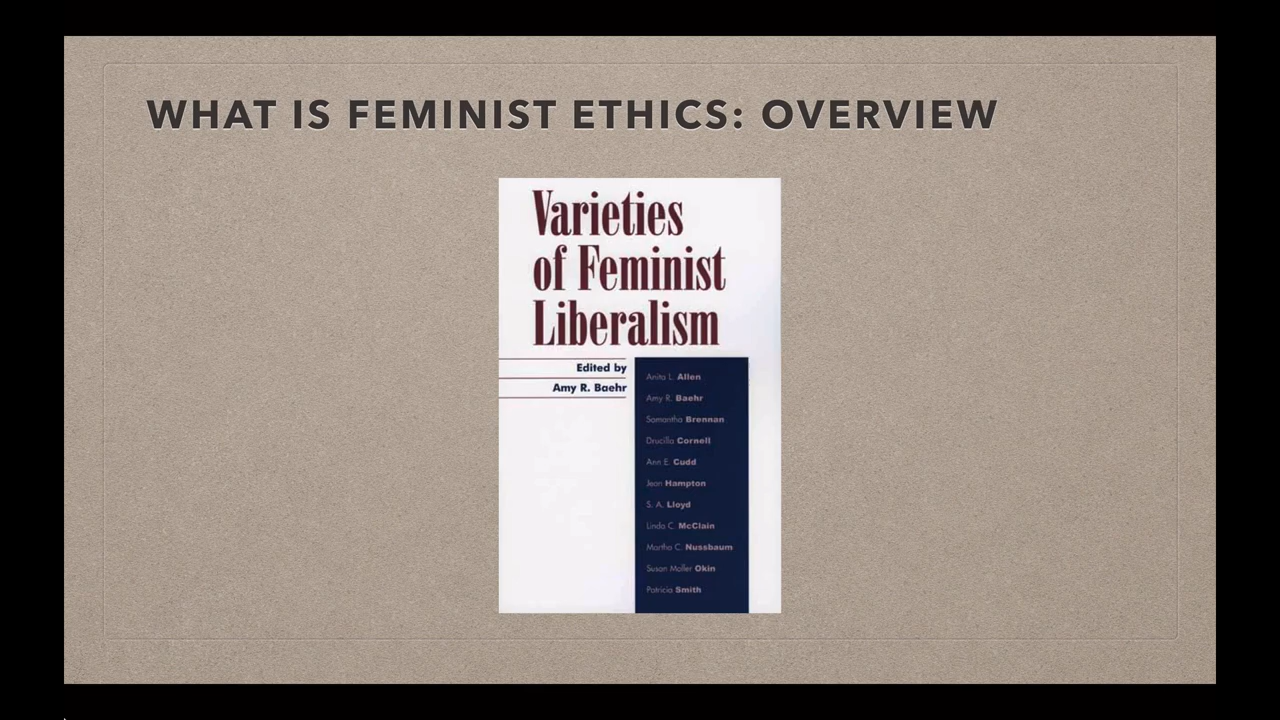 WHAT IS FEMINIST ETHICS: OVERVIEW
Varieties
of Feminist
Liberalism
Edited by
Amy R. Baehr
Anita L. Allen
Amy R. Baehr
Samantha Brennan
Drucilla Cornell
Ann E. Cudd
Jean Hampton
S. A. Lloyd
Linda C. McClain
Martha C. Nussbaum
Susan Moller Okin
Patricia Smith